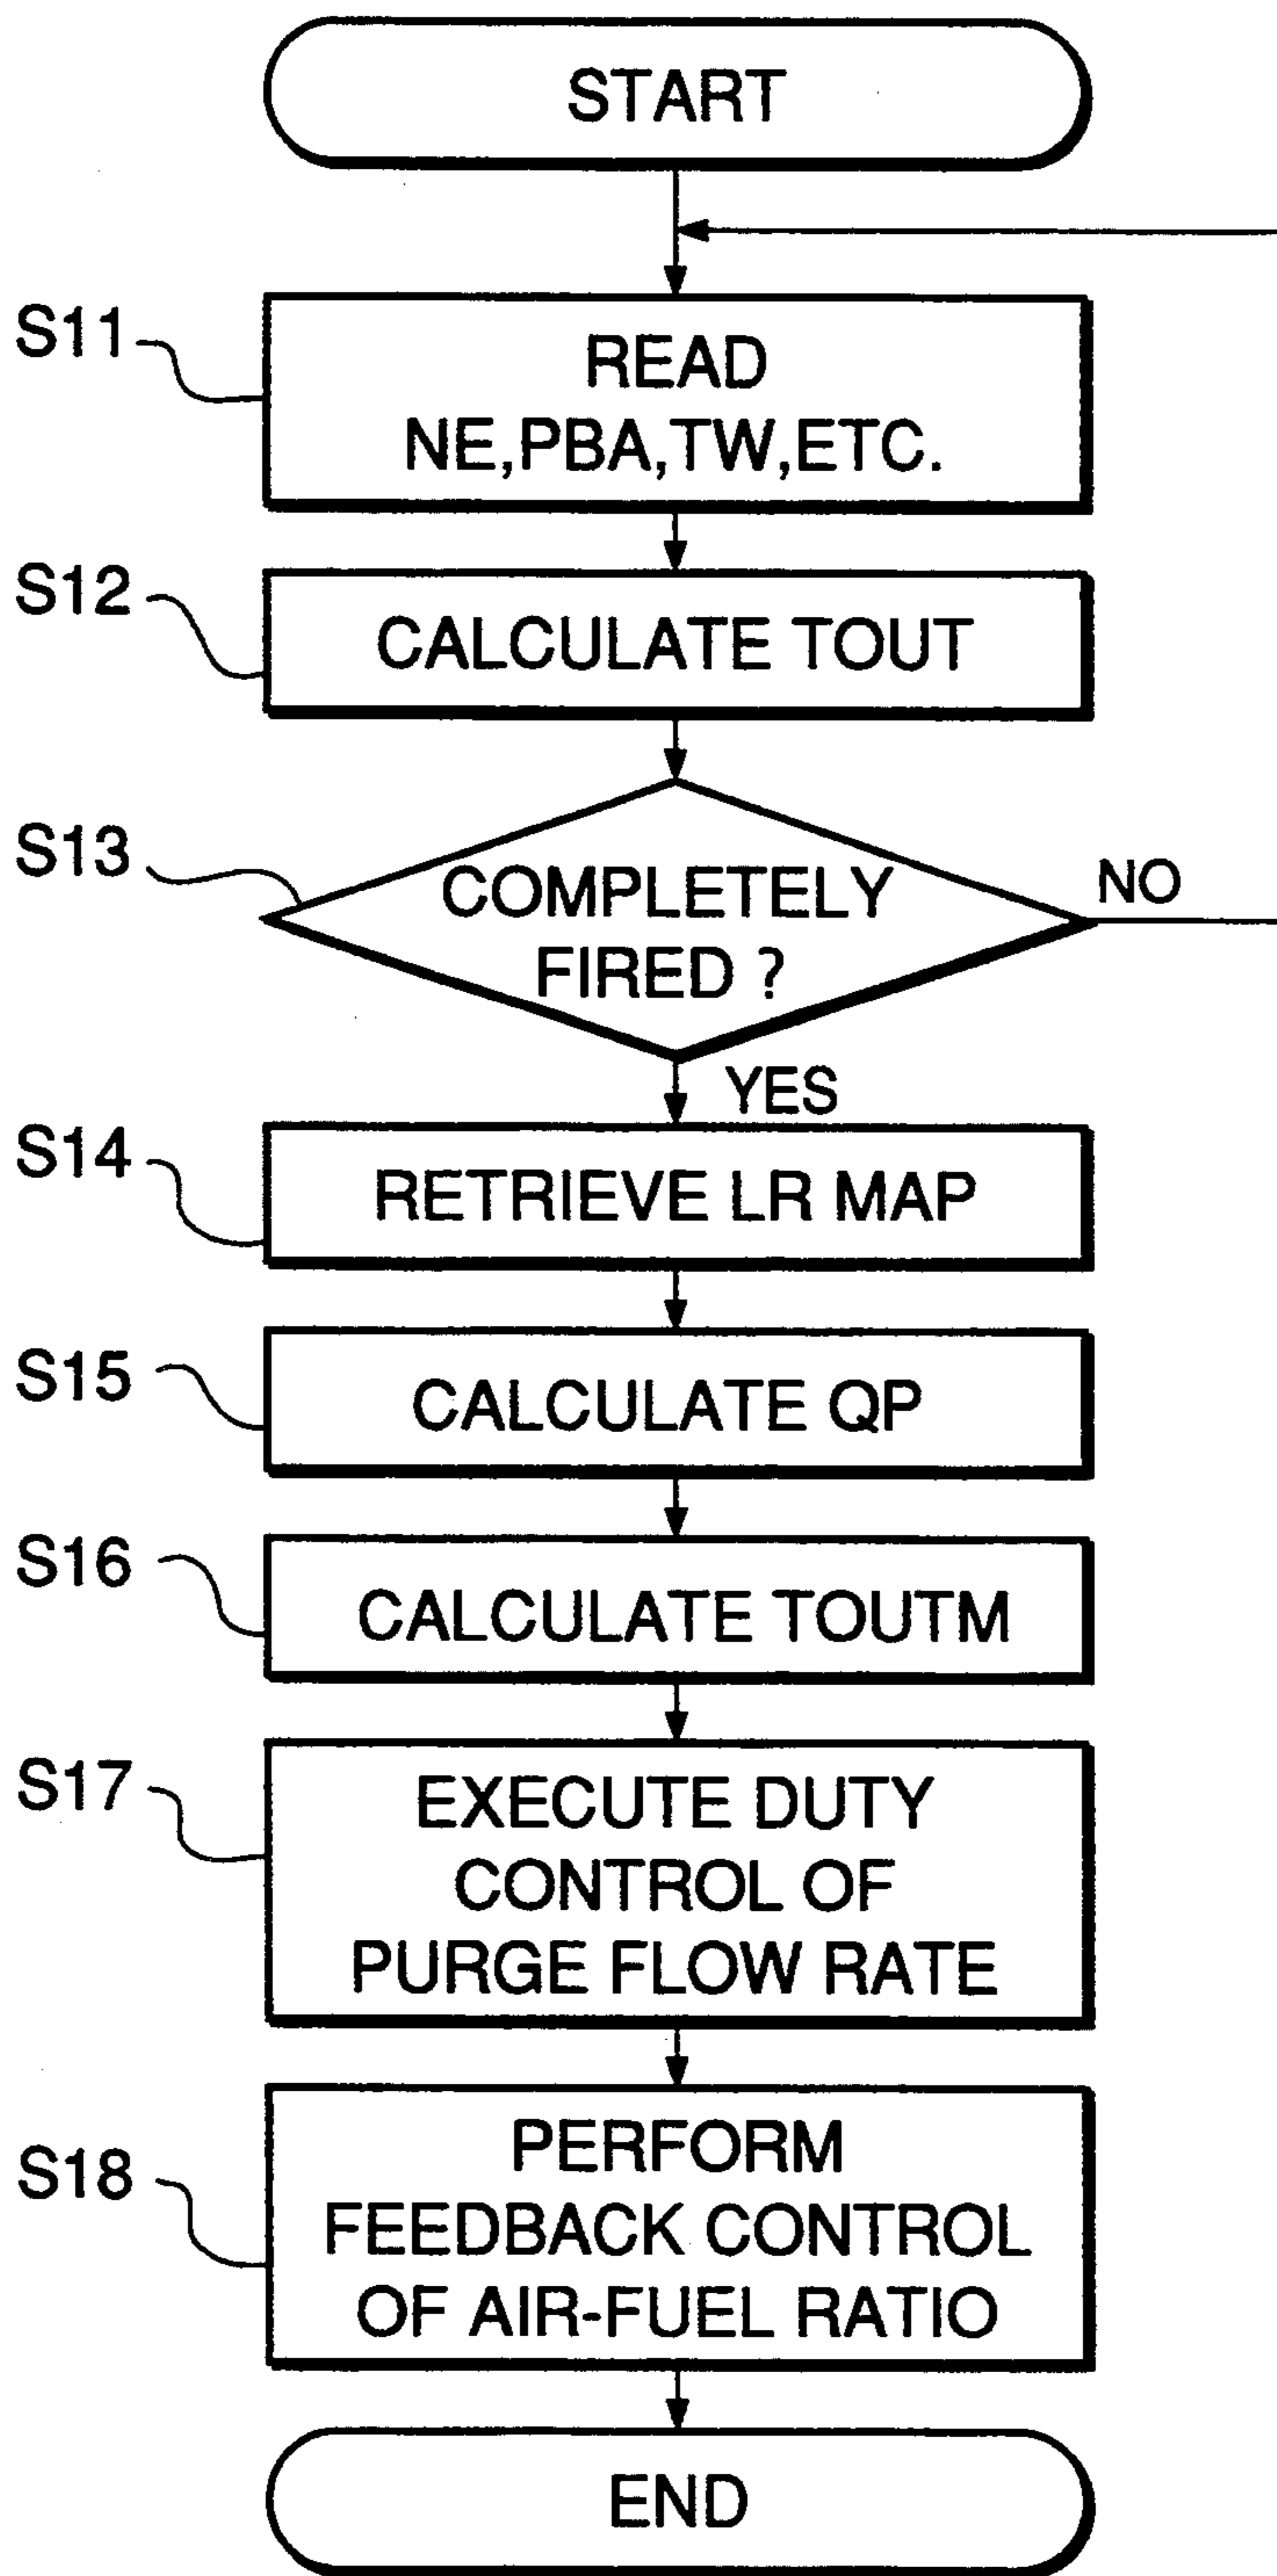 START
S11
READ
NE,PBA,TW,ETC.
S12
CALCULATE TOUT
S13
COMPLETELY
FIRED ?
NO
YES
S14
RETRIEVE LR MAP
S15
CALCULATE QP
S16
CALCULATE TOUTM
S17
EXECUTE DUTY
CONTROL OF
PURGE FLOW RATE
S18
PERFORM
FEEDBACK CONTROL
OF AIR-FUEL RATIO
END